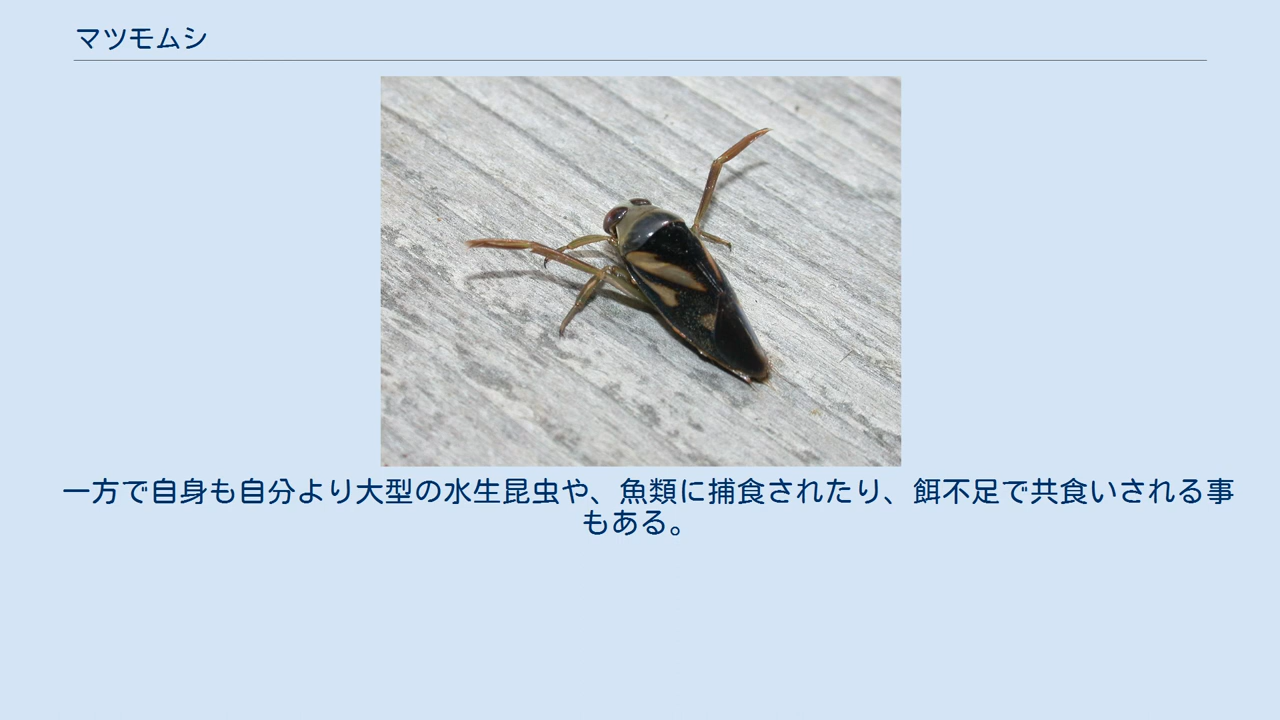 マツモムシ
一方で自身も自分より大型の水生昆虫や、魚類に捕食されたり、餌不足で共食いされる事
もある。